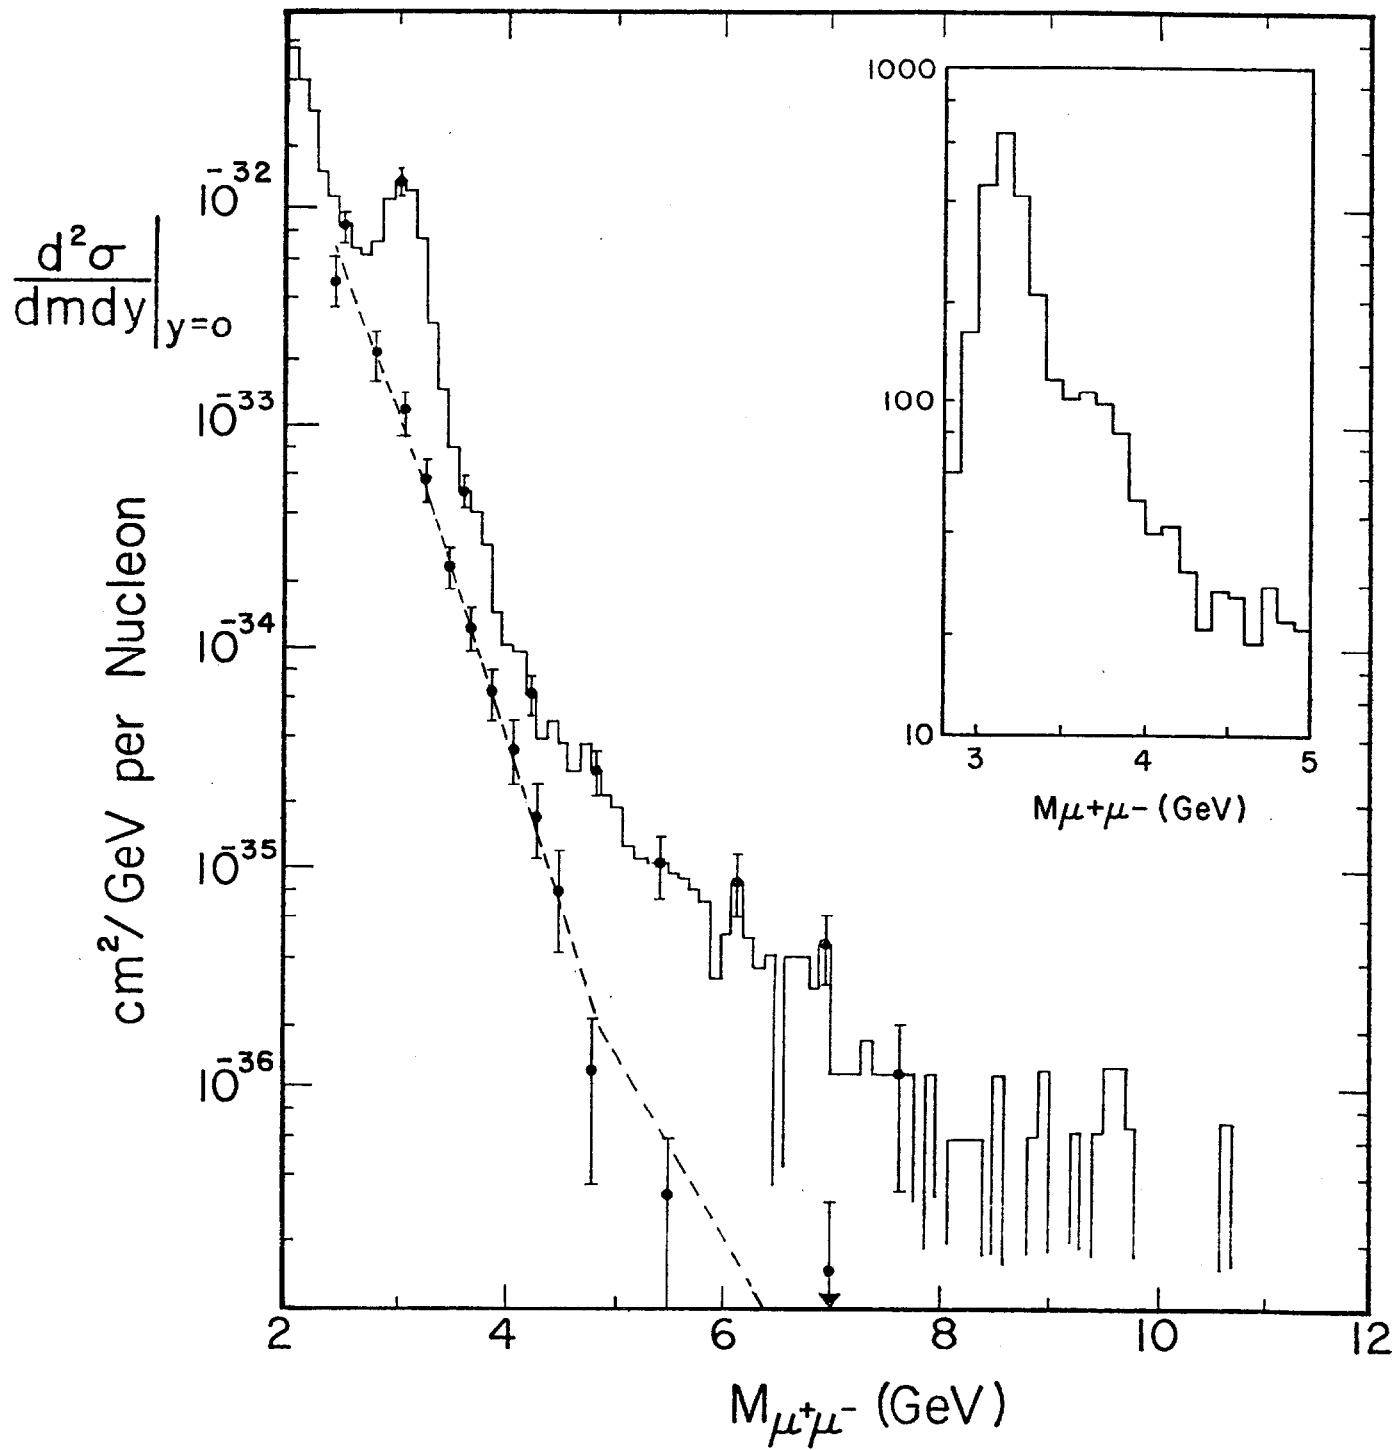 1000
100
10
3 4 5
Mμ+μ- (GeV)
10^-32
d²σ
dmdy|y=0
10^-33
10^-34
10^-35
10^-36
cm²/GeV per Nucleon
2 4 6 8 10 12
Mμ+μ- (GeV)